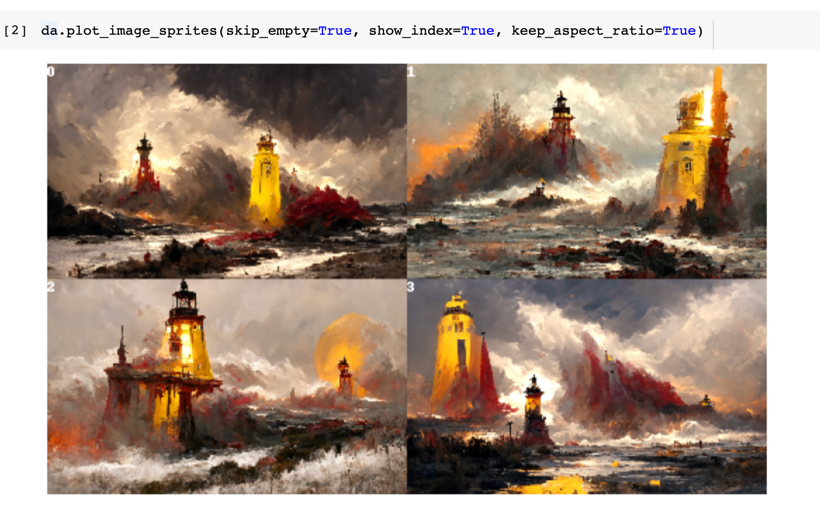 [2] da.plot_image_sprites(skip_empty=True, show_index=True, keep_aspect_ratio=True)
0
1
2
3